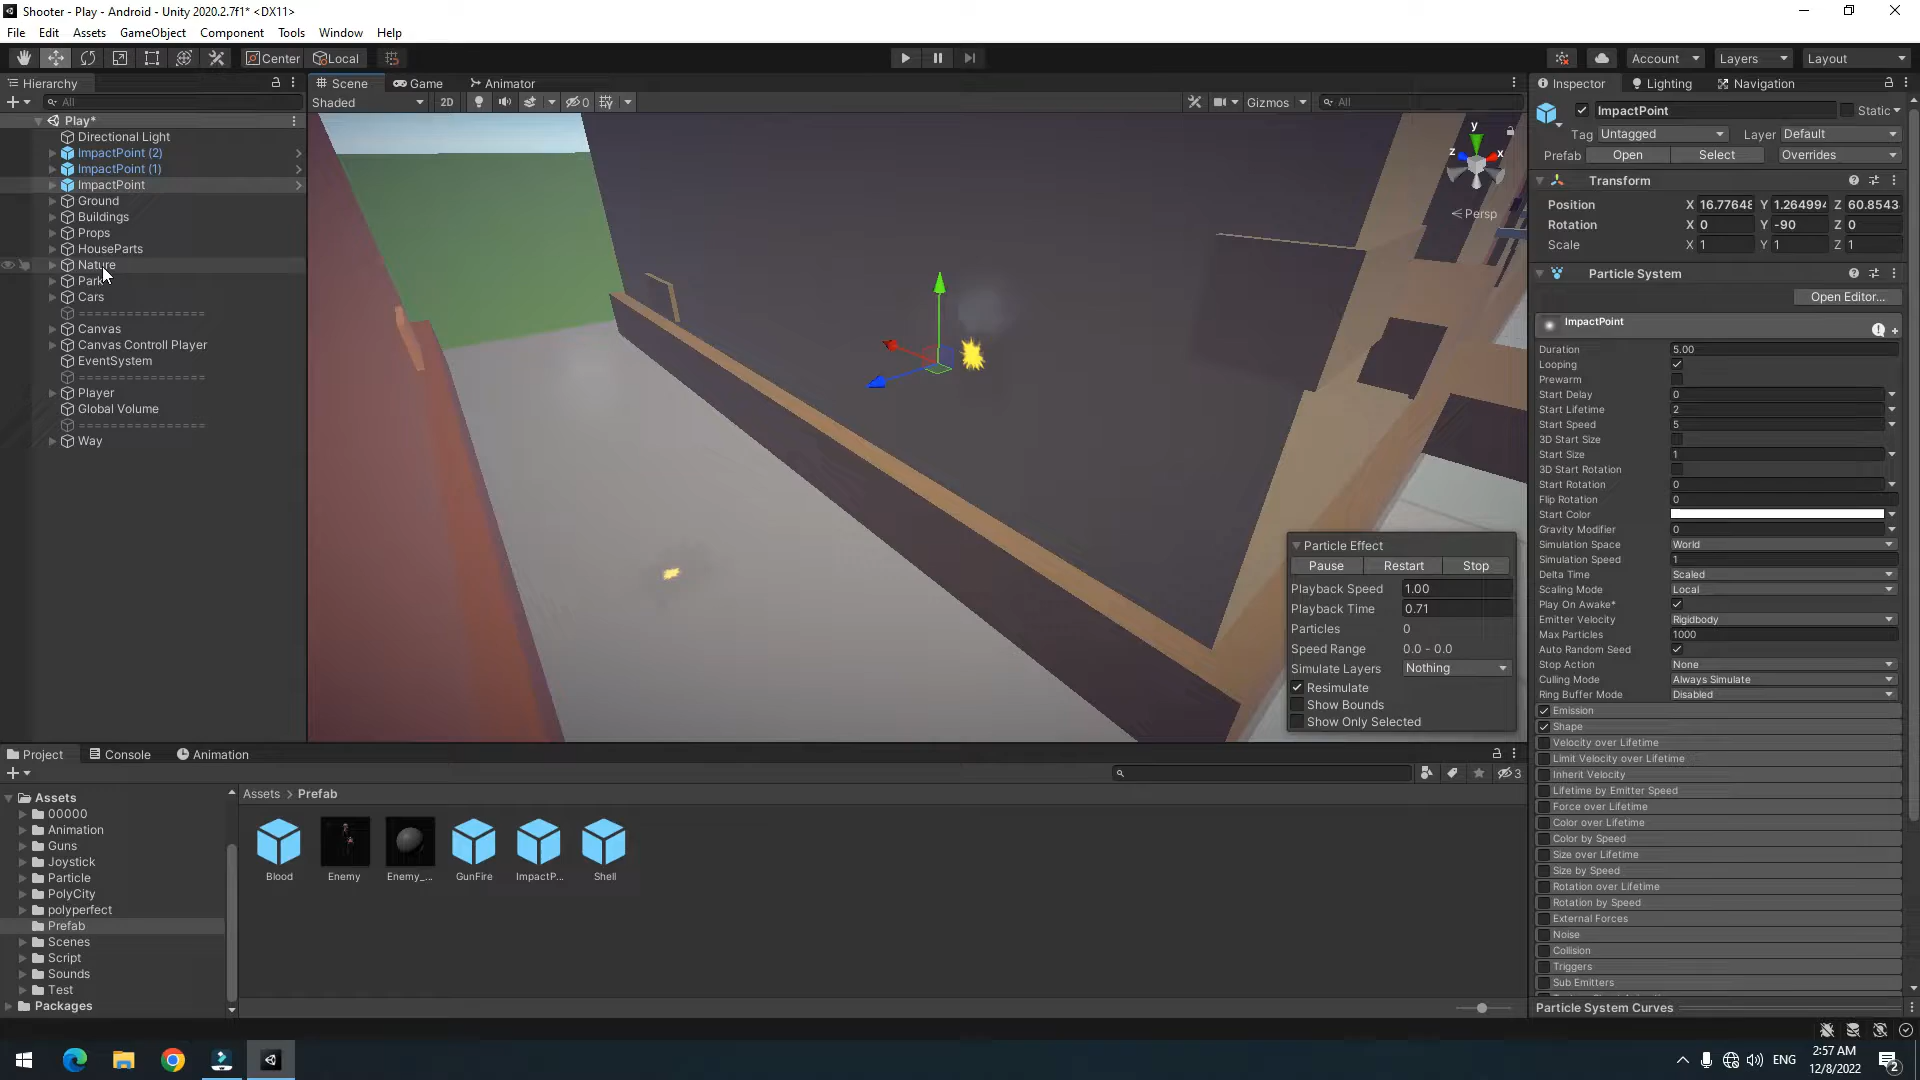 Shooter - Play - Android - Unity 2020.2.7f1* <DX11>
File Edit Assets GameObject Component Tools Window Help
Center Local Account Layers Layout
Hierarchy Scene Game Animator Inspector Lighting Navigation
All
Shaded 2D 0 Gizmos All
Play*
Directional Light
ImpactPoint (2)
ImpactPoint (1)
ImpactPoint
Ground
Buildings
Props
HouseParts
Nature
Park
Cars
================
Canvas
Canvas Controll Player
EventSystem
================
Player
Global Volume
================
Way
y
z x
< Persp
Particle Effect
Pause Restart Stop
Playback Speed 1.00
Playback Time 0.71
Particles 0
Speed Range 0.0 - 0.0
Simulate Layers Nothing
Resimulate
Show Bounds
Show Only Selected
ImpactPoint Static
Tag Untagged Layer Default
Prefab Open Select Overrides
Transform
Position X 16.77648 Y 1.264994 Z 60.8543
Rotation X 0 Y -90 Z 0
Scale X 1 Y 1 Z 1
Particle System
Open Editor...
ImpactPoint
Duration 5.00
Looping
Prewarm
Start Delay 0
Start Lifetime 2
Start Speed 5
3D Start Size
Start Size 1
3D Start Rotation
Start Rotation 0
Flip Rotation 0
Start Color
Gravity Modifier 0
Simulation Space World
Simulation Speed 1
Delta Time Scaled
Scaling Mode Local
Play On Awake*
Emitter Velocity Rigidbody
Max Particles 1000
Auto Random Seed
Stop Action None
Culling Mode Always Simulate
Ring Buffer Mode Disabled
Emission
Shape
Velocity over Lifetime
Limit Velocity over Lifetime
Inherit Velocity
Lifetime by Emitter Speed
Force over Lifetime
Color over Lifetime
Color by Speed
Size over Lifetime
Size by Speed
Rotation over Lifetime
Rotation by Speed
External Forces
Noise
Collision
Triggers
Sub Emitters
Particle System Curves
Project Console Animation
3
Assets
00000
Animation
Guns
Joystick
Particle
PolyCity
polyperfect
Prefab
Scenes
Script
Sounds
Test
Packages
Assets > Prefab
Blood Enemy Enemy_... GunFire ImpactP... Shell
ENG
2:57 AM
12/8/2022
2